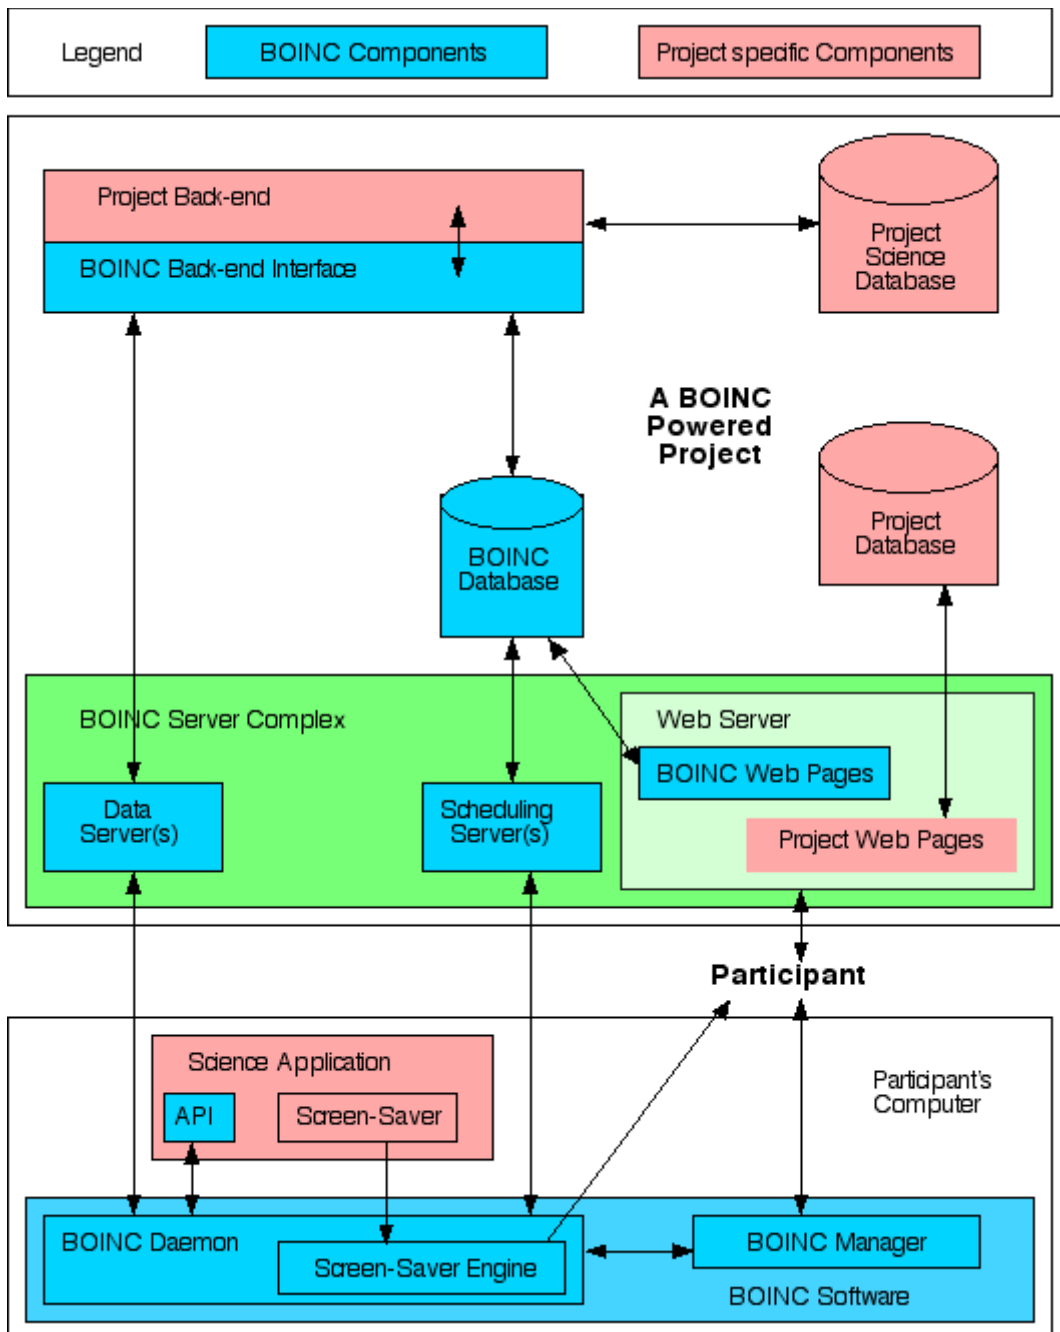 Legend
BOINC Components
Project specific Components
Project Back-end
BOINC Back-end Interface
Project
Science
Database
A BOINC
Powered
Project
Project
Database
BOINC
Database
BOINC Server Complex
Web Server
BOINC Web Pages
Data
Server(s)
Scheduling
Server(s)
Project Web Pages
Participant
Science Application
Participant's
Computer
API
Screen-Saver
BOINC Daemon
BOINC Manager
Screen-Saver Engine
BOINC Software